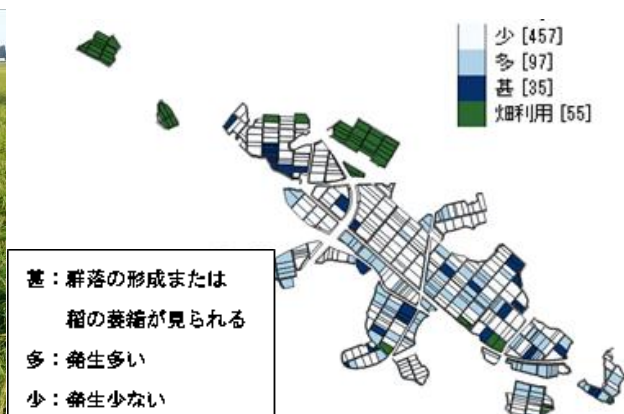 少 [457]
多 [97]
甚 [35]
畑利用 [55]
甚：群落の形成または
稲の萎縮が見られる
多：発生多い
少：発生少ない